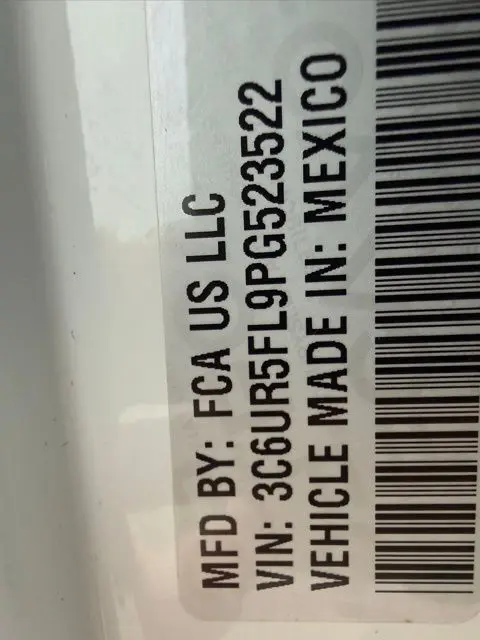 MFD BY: FCA US LLC
VIN: 3C6UR5FL9PG523522
VEHICLE MADE IN: MEXICO